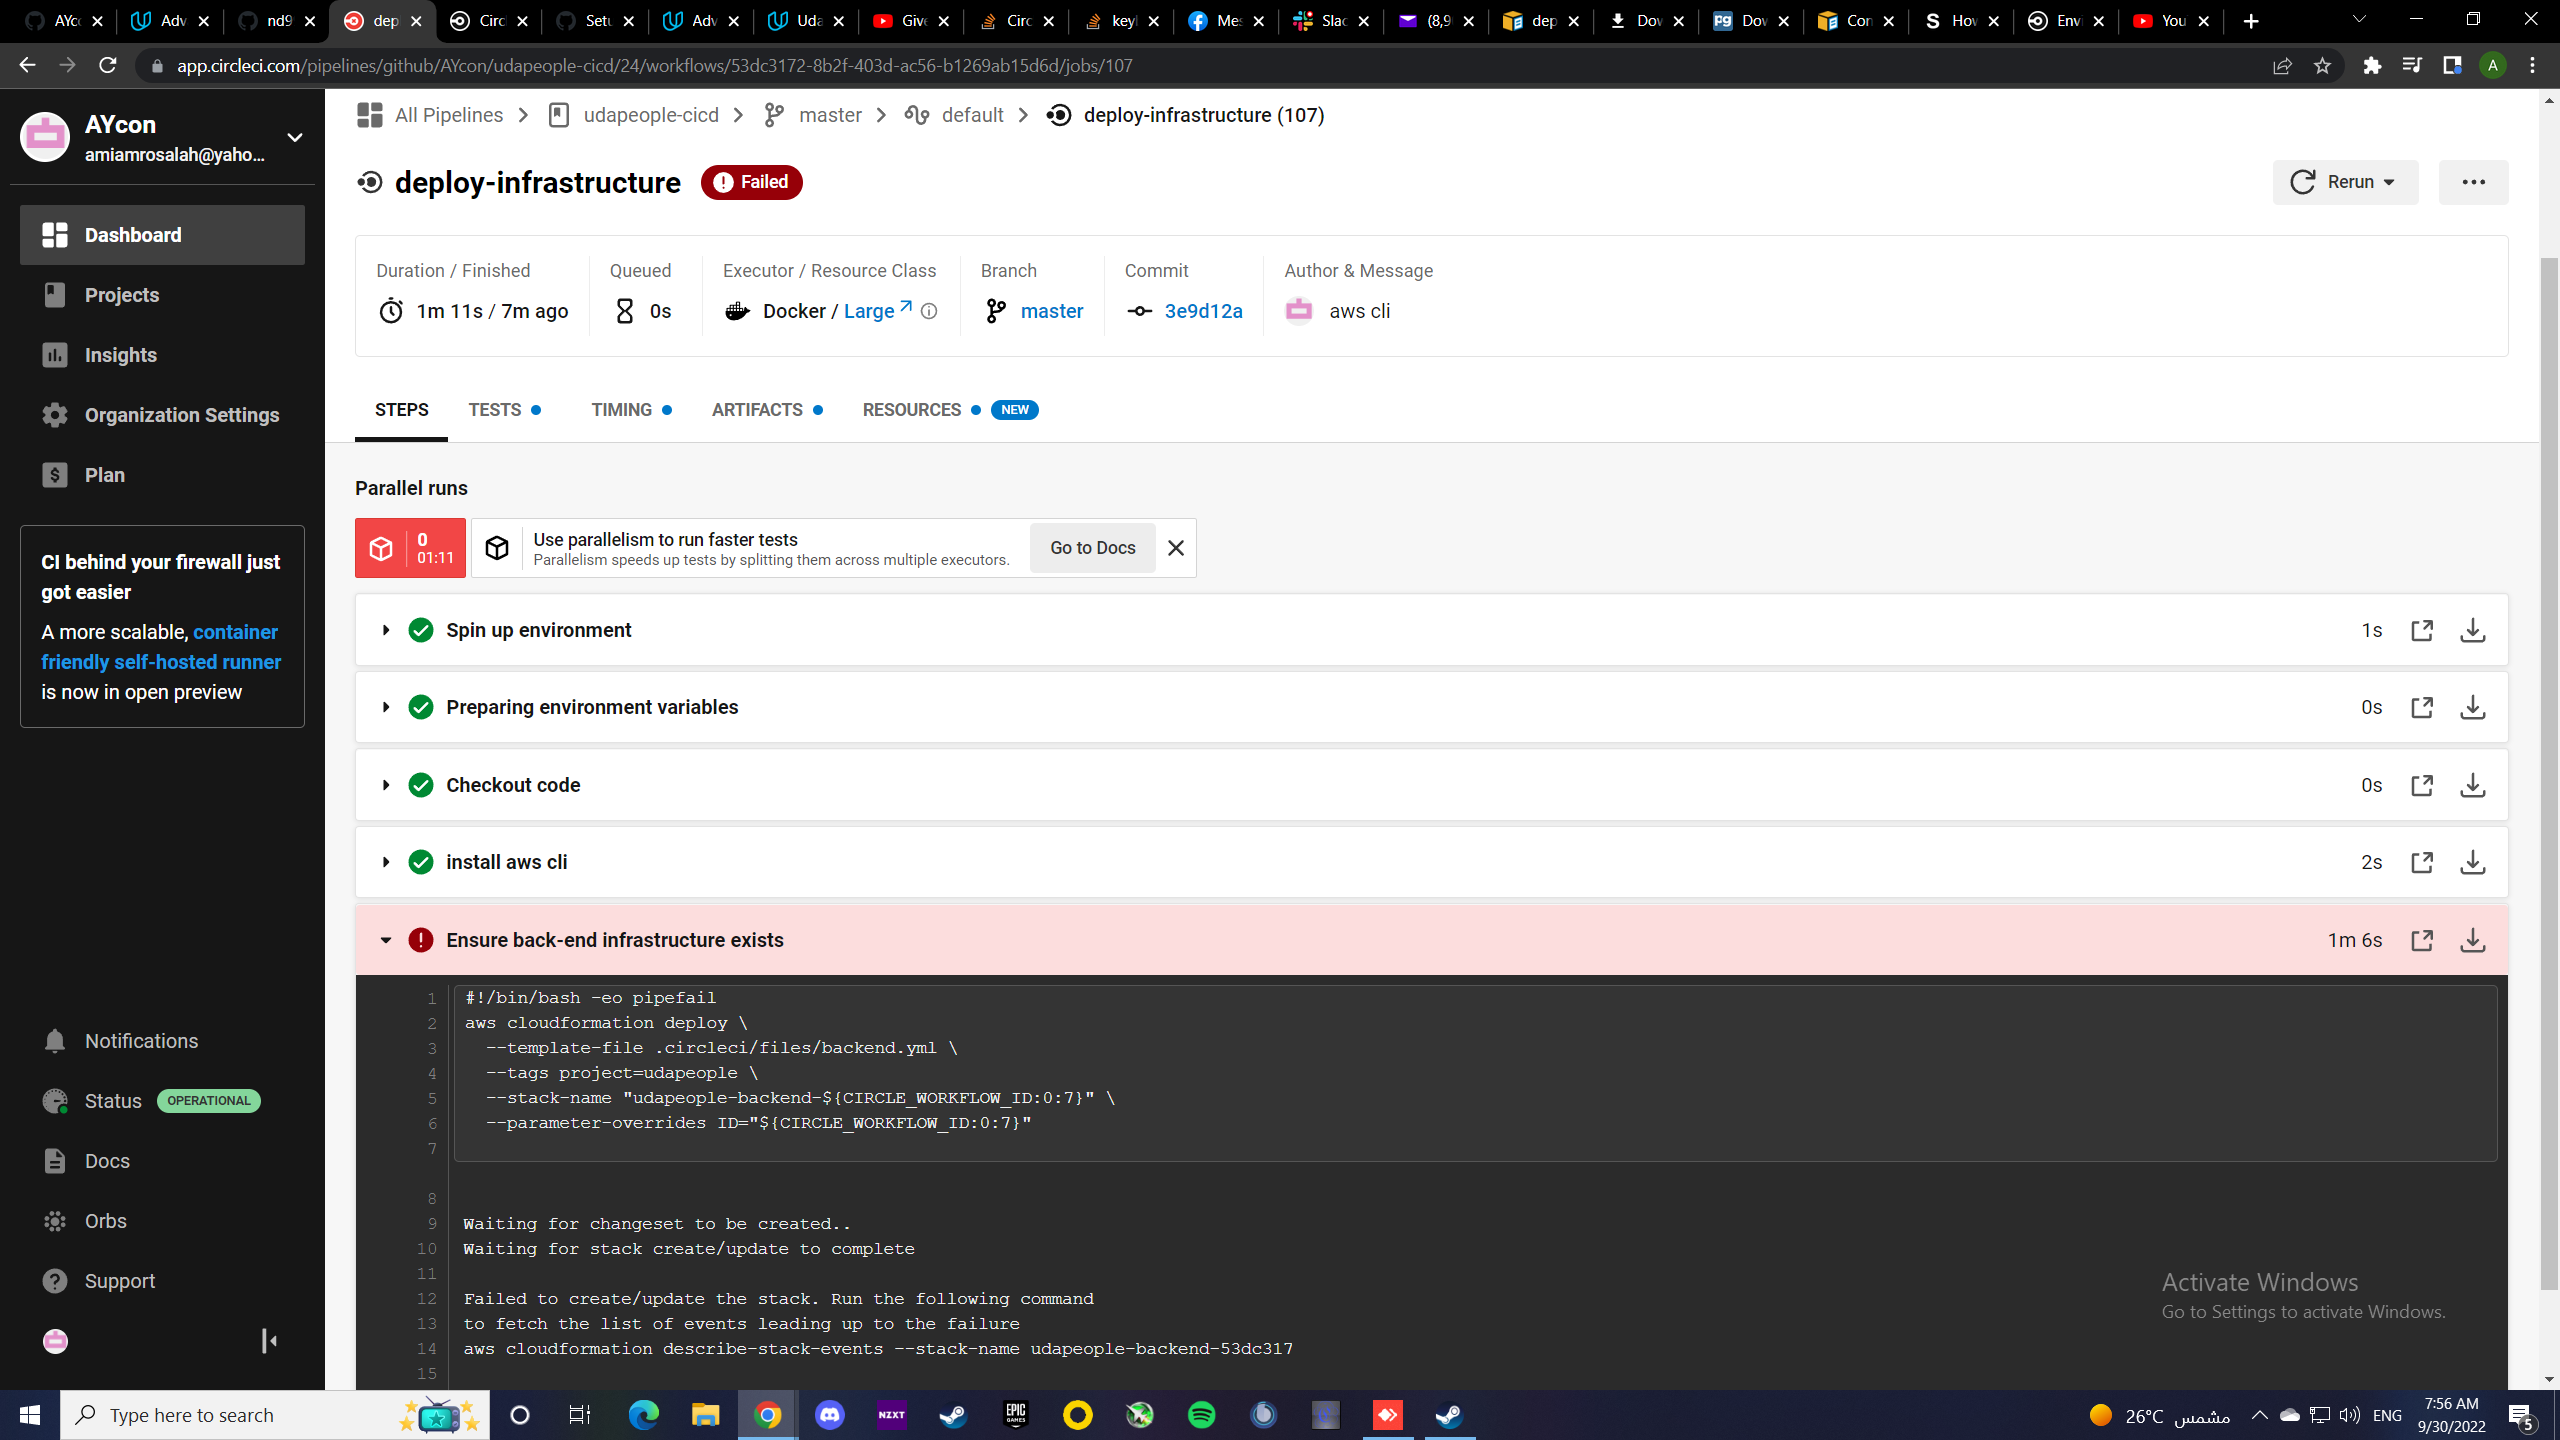 AYc
Adv
nd9
dep
Circ
Setu
Adv
Uda
Give
Circ
keyl
Mes
Slac
(8,9
dep
Dov
Dov
Con
Hov
Envi
You
app.circleci.com/pipelines/github/AYcon/udapeople-cicd/24/workflows/53dc3172-8b2f-403d-ac56-b1269ab15d6d/jobs/107
A
AYcon
amiamrosalah@yaho...
Dashboard
Projects
Insights
Organization Settings
Plan
CI behind your firewall just
got easier
A more scalable, container
friendly self-hosted runner
is now in open preview
Notifications
Status OPERATIONAL
Docs
Orbs
Support
All Pipelines
udapeople-cicd
master
default
deploy-infrastructure (107)
deploy-infrastructure
Failed
Rerun
Duration / Finished
1m 11s / 7m ago
Queued
0s
Executor / Resource Class
Docker / Large
Branch
master
Commit
3e9d12a
Author & Message
aws cli
STEPS
TESTS
TIMING
ARTIFACTS
RESOURCES
NEW
Parallel runs
0
01:11
Use parallelism to run faster tests
Parallelism speeds up tests by splitting them across multiple executors.
Go to Docs
Spin up environment 1s
Preparing environment variables 0s
Checkout code 0s
install aws cli 2s
Ensure back-end infrastructure exists 1m 6s
1 #!/bin/bash -eo pipefail
2 aws cloudformation deploy \
3 --template-file .circleci/files/backend.yml \
4 --tags project=udapeople \
5 --stack-name "udapeople-backend-${CIRCLE_WORKFLOW_ID:0:7}" \
6 --parameter-overrides ID="${CIRCLE_WORKFLOW_ID:0:7}"
7
8
9 Waiting for changeset to be created..
10 Waiting for stack create/update to complete
11
12 Failed to create/update the stack. Run the following command
13 to fetch the list of events leading up to the failure
14 aws cloudformation describe-stack-events --stack-name udapeople-backend-53dc317
15
Activate Windows
Go to Settings to activate Windows.
Type here to search
NZXT
EPIC
GAMES
26°C مشمس
ENG
7:56 AM
9/30/2022
5